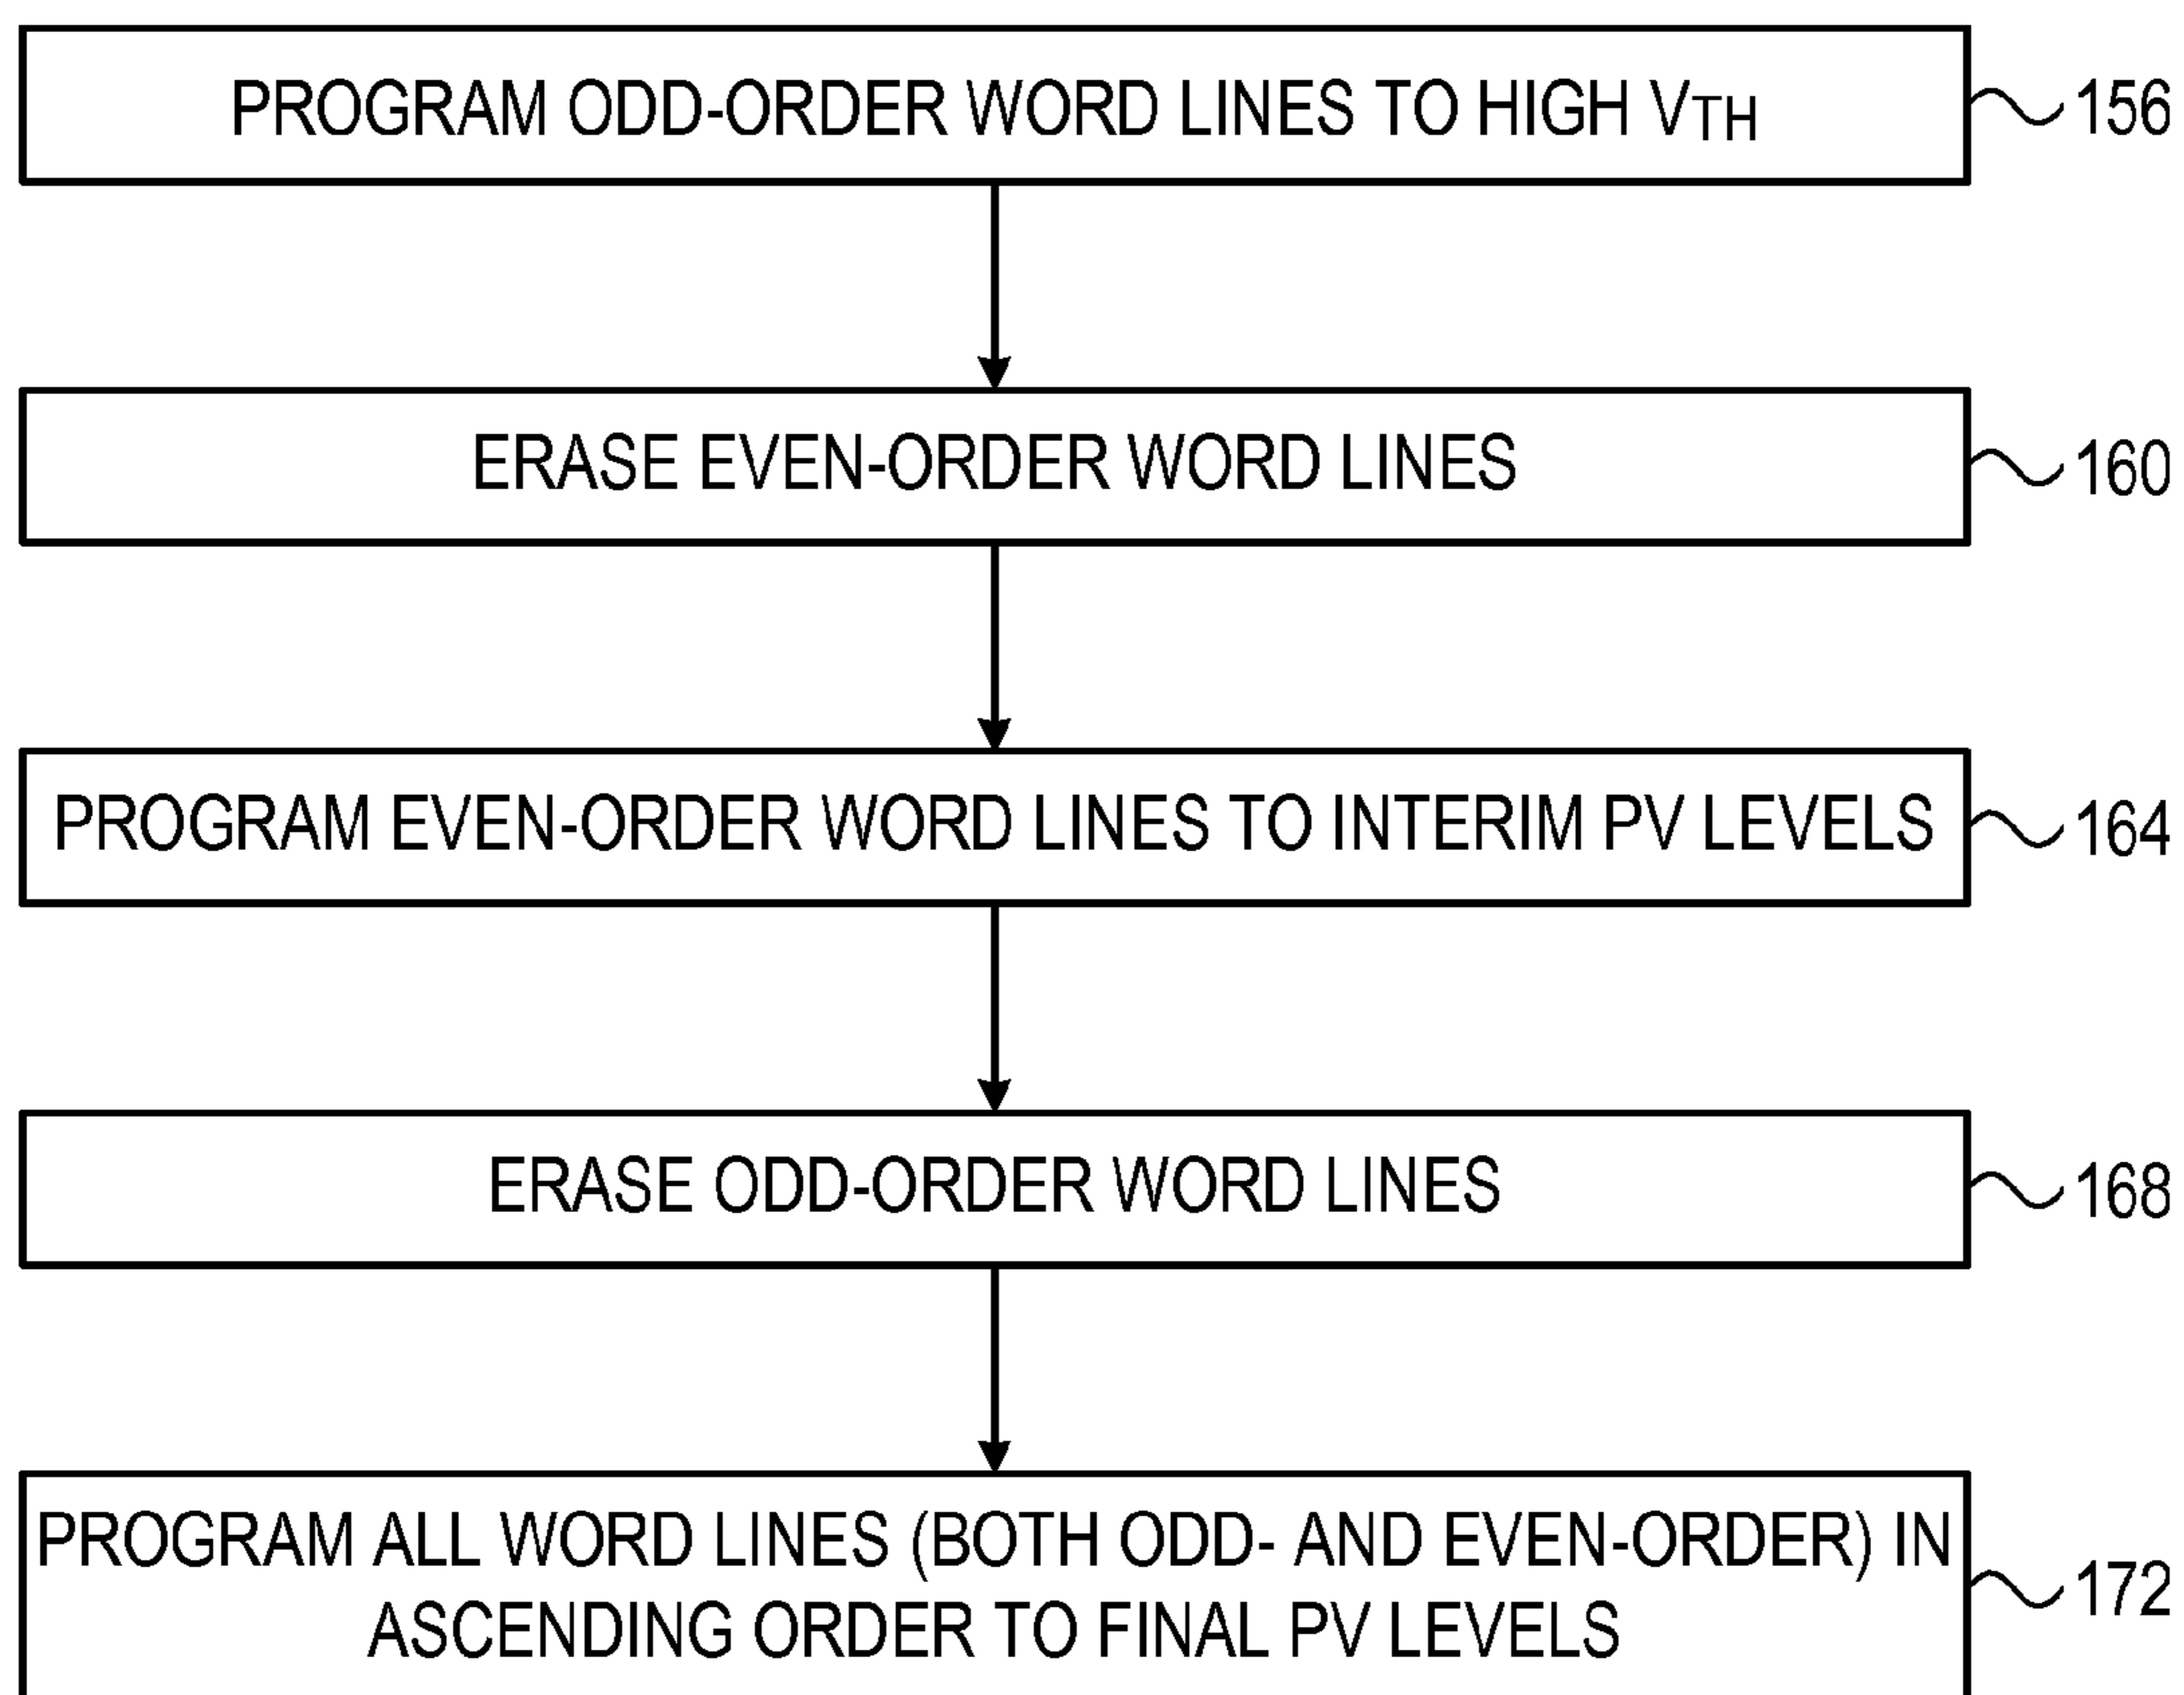 PROGRAM ODD-ORDER WORD LINES TO HIGH VTH
156
ERASE EVEN-ORDER WORD LINES
160
PROGRAM EVEN-ORDER WORD LINES TO INTERIM PV LEVELS
164
ERASE ODD-ORDER WORD LINES
168
PROGRAM ALL WORD LINES (BOTH ODD- AND EVEN-ORDER) IN
ASCENDING ORDER TO FINAL PV LEVELS
172